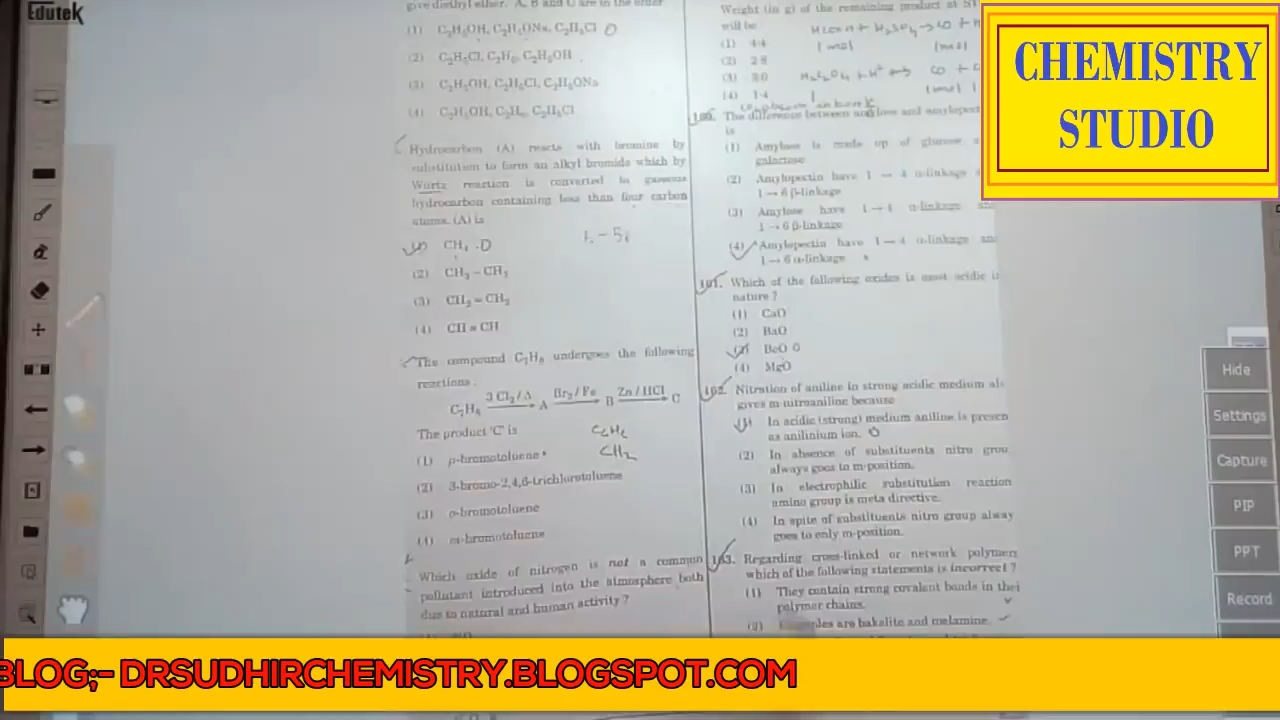 Edutek
give diethyl ether. A, B and C are in the order
(1) C₂H₅OH, C₂H₅ONa, C₂H₅Cl
(2) C₂H₅Cl, C₂H₆, C₂H₅OH
(3) C₂H₅OH, C₂H₅Cl, C₂H₅ONa
(4) C₂H₅OH, C₂H₆, C₂H₅Cl
Hydrocarbon (A) reacts with bromine by
substitution to form an alkyl bromide which by
Wurtz reaction is converted to gaseous
hydrocarbon containing less than four carbon
atoms. (A) is
CH₄
(2) CH₃ – CH₃
(3) CH₂ = CH₂
(4) CH ≡ CH
The compound C₇H₈ undergoes the following
reactions :
C₇H₈ 3 Cl₂ / Δ A Br₂ / Fe B Zn / HCl C
The product 'C' is
(1) p-bromotoluene
(2) 3-bromo-2,4,6-trichlorotoluene
(3) o-bromotoluene
(4) m-bromotoluene
Which oxide of nitrogen is not a common
pollutant introduced into the atmosphere both
due to natural and human activity ?
Weight (in g) of the remaining product at
will be
(1) 4·4
(2) 2·8
(3) 3·0
(4) 1·4
100. The difference between amylose and
is
(1) Amylose is made up of glucose
galactose
(2) Amylopectin have 1 → 4 α-linkage
1 → 6 β-linkage
(3) Amylose have 1 → 4 α-linkage
1 → 6 β-linkage
(4) Amylopectin have 1 → 4 α-linkage and
1 → 6 α-linkage
101. Which of the following oxides is most acidic in
nature ?
(1) CaO
(2) BaO
(3) BeO
(4) MgO
102. Nitration of aniline in strong acidic medium
gives m-nitroaniline because
In acidic (strong) medium aniline is
as anilinium ion.
(2) In absence of substituents nitro
always goes to m-position.
(3) In electrophilic substitution reaction
amino group is meta directive.
(4) In spite of substituents nitro group
goes to only m-position.
103. Regarding cross-linked or network
which of the following statements is incorrect ?
(1) They contain strong covalent bonds in
polymer chains.
(2) Examples are bakelite and melamine.
CHEMISTRY
STUDIO
Hide
Settings
Capture
PIP
PPT
Record
BLOG;- DRSUDHIRCHEMISTRY.BLOGSPOT.COM